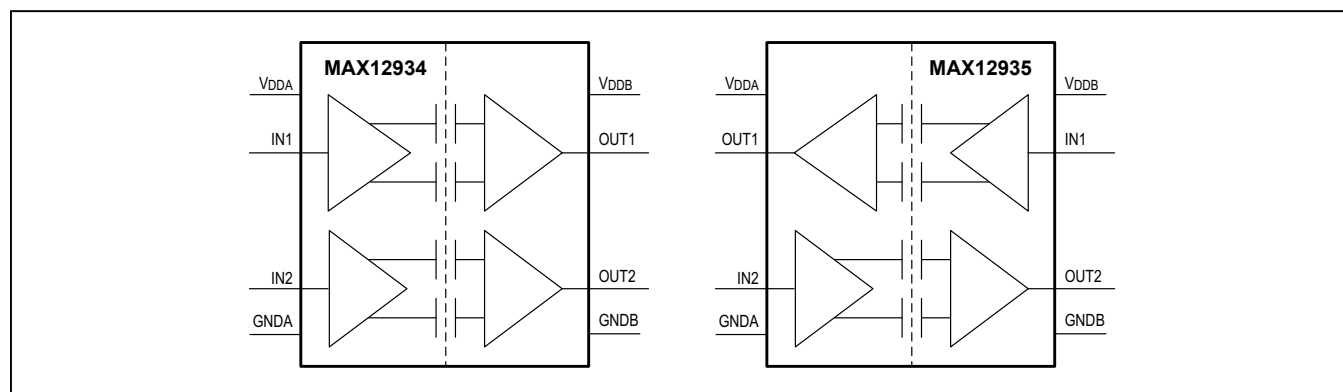 MAX12934
VDDA
VDDB
IN1
OUT1
IN2
OUT2
GNDA
GNDB
MAX12935
VDDA
VDDB
OUT1
IN1
IN2
OUT2
GNDA
GNDB